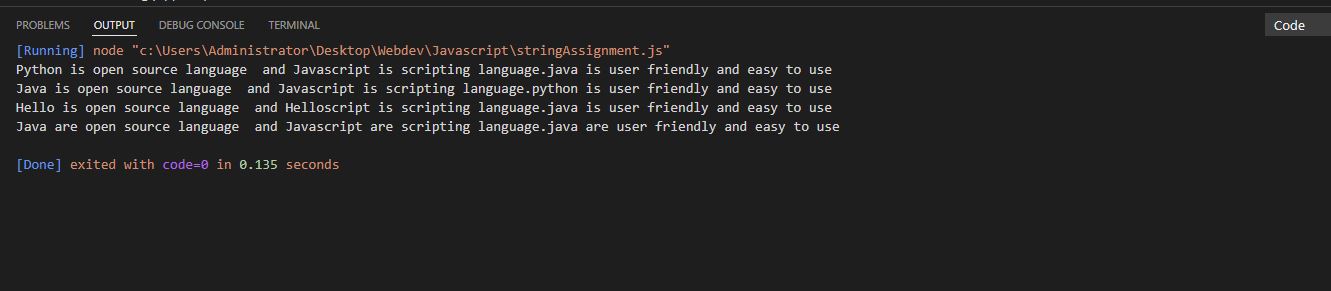 PROBLEMS OUTPUT DEBUG CONSOLE TERMINAL Code
[Running] node "c:\Users\Administrator\Desktop\Webdev\Javascript\stringAssignment.js"
Python is open source language  and Javascript is scripting language.java is user friendly and easy to use
Java is open source language  and Javascript is scripting language.python is user friendly and easy to use
Hello is open source language  and Helloscript is scripting language.java is user friendly and easy to use
Java are open source language  and Javascript are scripting language.java are user friendly and easy to use
[Done] exited with code=0 in 0.135 seconds